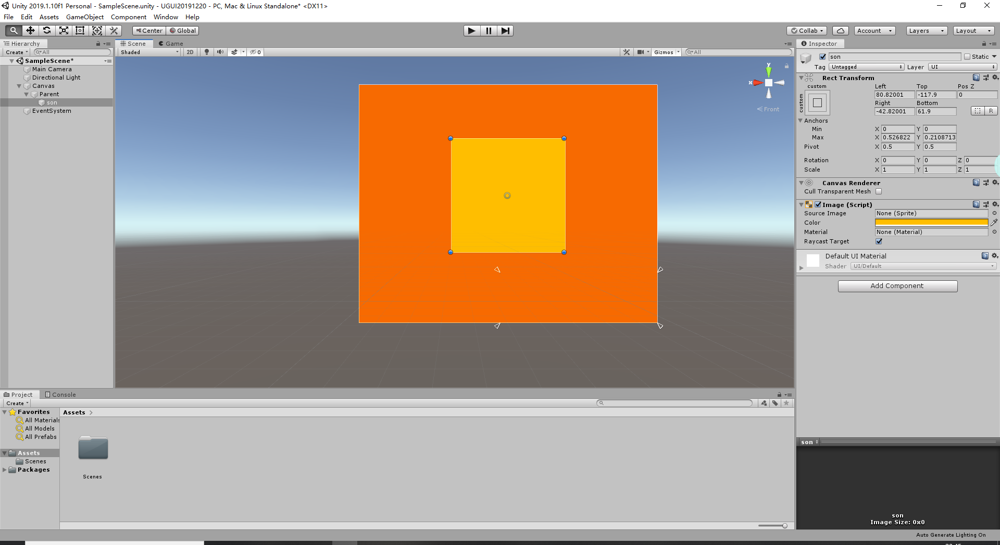 Unity 2019.1.10f1 Personal - SampleScene.unity - UGUI20191220 - PC, Mac & Linux Standalone* <DX11>
File Edit Assets GameObject Component Window Help
Center Global Collab Account Layers Layout
Hierarchy
Create All
SampleScene*
Main Camera
Directional Light
Canvas
Parent
son
EventSystem
Scene Game
Shaded 2D 0 Gizmos All
y
x
Front
Inspector
son Static
Tag Untagged Layer UI
Rect Transform
custom
custom
Left Top Pos Z
80.82001 -117.9 0
Right Bottom
-42.82001 61.9 R
Anchors
Min X 0 Y 0
Max X 0.526822 Y 0.2108713
Pivot X 0.5 Y 0.5
Rotation X 0 Y 0 Z 0
Scale X 1 Y 1 Z 1
Canvas Renderer
Cull Transparent Mesh
Image (Script)
Source Image None (Sprite)
Color
Material None (Material)
Raycast Target
Default UI Material
Shader UI/Default
Add Component
Project Console
Create
Favorites
All Materials
All Models
All Prefabs
Assets
Scenes
Packages
Assets
Scenes
son
son
Image Size: 0x0
Auto Generate Lighting On